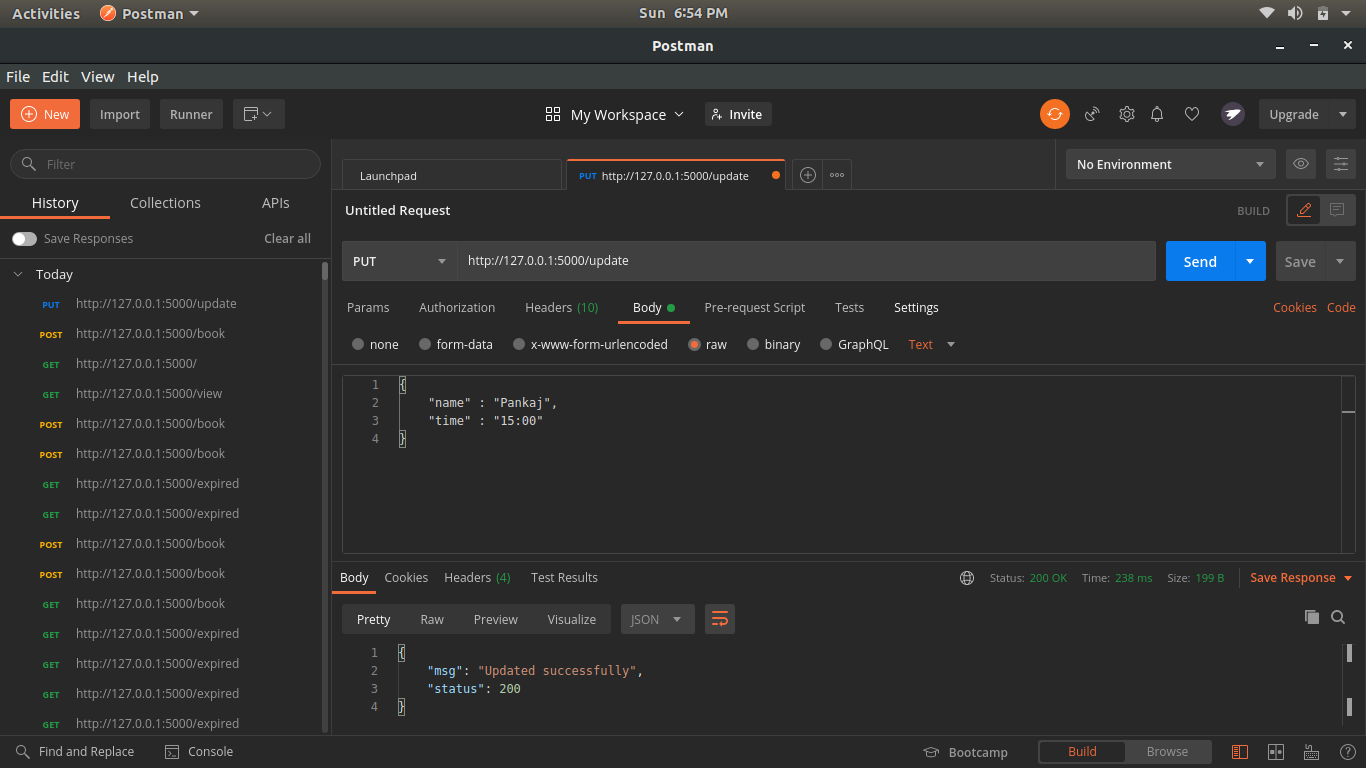 Activities Postman Sun 6:54 PM
Postman
File Edit View Help
New Import Runner My Workspace Invite Upgrade
Filter
History Collections APIs
Save Responses Clear all
Today
PUT http://127.0.0.1:5000/update
POST http://127.0.0.1:5000/book
GET http://127.0.0.1:5000/
GET http://127.0.0.1:5000/view
POST http://127.0.0.1:5000/book
POST http://127.0.0.1:5000/book
GET http://127.0.0.1:5000/expired
GET http://127.0.0.1:5000/expired
POST http://127.0.0.1:5000/book
POST http://127.0.0.1:5000/book
GET http://127.0.0.1:5000/book
GET http://127.0.0.1:5000/expired
GET http://127.0.0.1:5000/expired
GET http://127.0.0.1:5000/expired
GET http://127.0.0.1:5000/expired
Launchpad PUT http://127.0.0.1:5000/update No Environment
Untitled Request BUILD
PUT http://127.0.0.1:5000/update Send Save
Params Authorization Headers (10) Body Pre-request Script Tests Settings Cookies Code
none form-data x-www-form-urlencoded raw binary GraphQL Text
1 {
2 "name" : "Pankaj",
3 "time" : "15:00"
4 }
Body Cookies Headers (4) Test Results Status: 200 OK Time: 238 ms Size: 199 B Save Response
Pretty Raw Preview Visualize JSON
1 {
2 "msg": "Updated successfully",
3 "status": 200
4 }
Find and Replace Console Bootcamp Build Browse